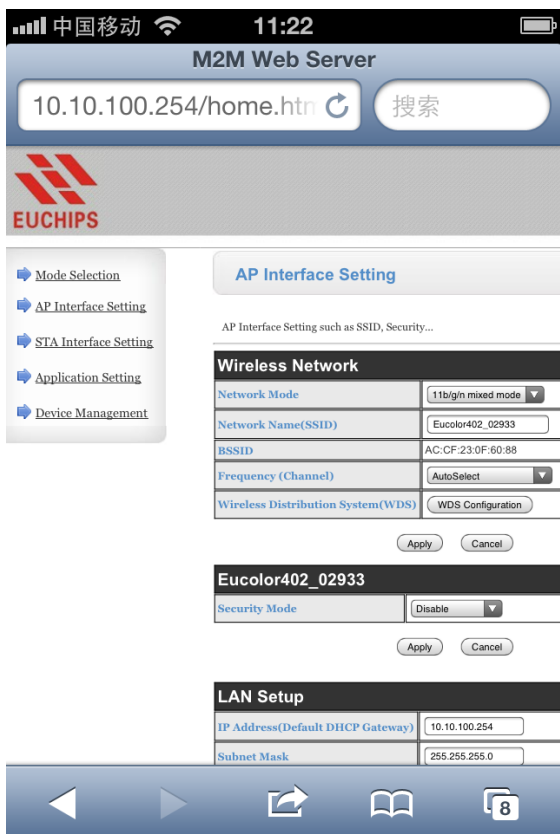 中国移动 11:22
M2M Web Server
10.10.100.254/home.htm 搜索
EUCHIPS
Mode Selection
AP Interface Setting
STA Interface Setting
Application Setting
Device Management
AP Interface Setting
AP Interface Setting such as SSID, Security...
Wireless Network
Network Mode 11b/g/n mixed mode
Network Name(SSID) Eucolor402_02933
BSSID AC:CF:23:0F:60:88
Frequency (Channel) AutoSelect
Wireless Distribution System(WDS) WDS Configuration
Apply Cancel
Eucolor402_02933
Security Mode Disable
Apply Cancel
LAN Setup
IP Address(Default DHCP Gateway) 10.10.100.254
Subnet Mask 255.255.255.0
8